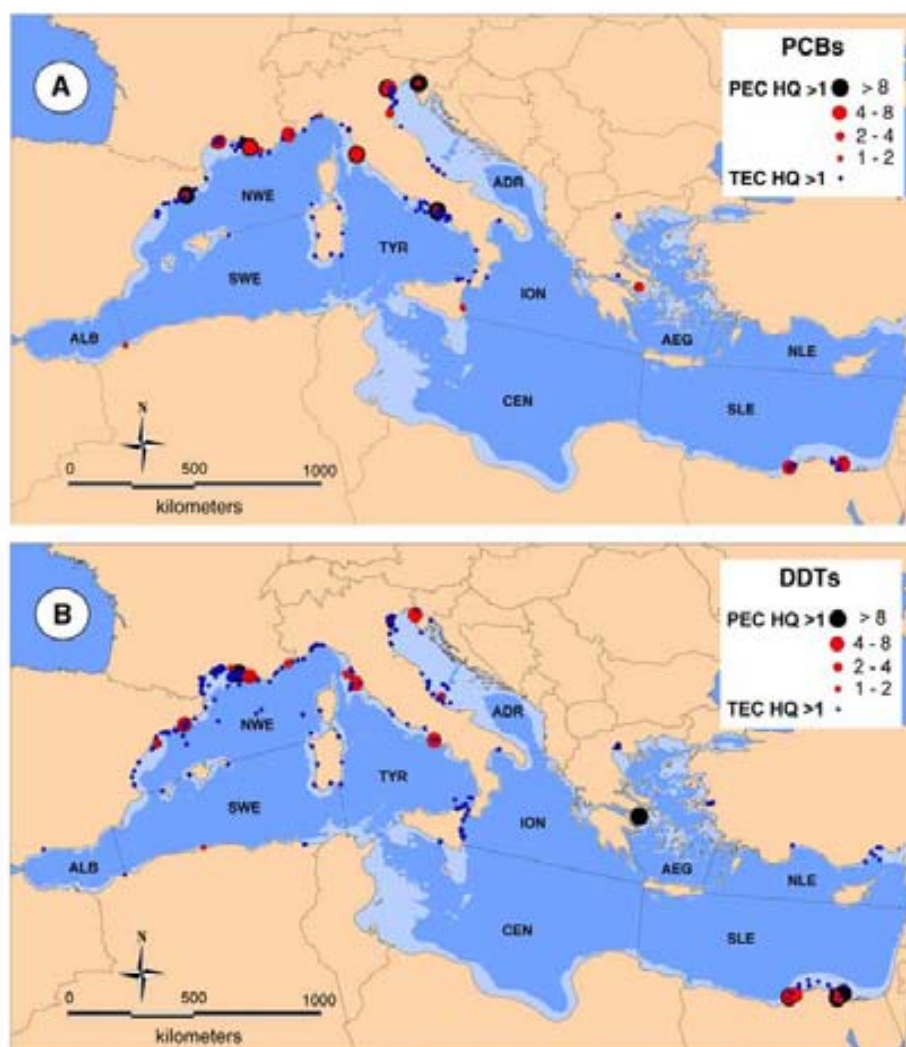 A
PCBs
PEC HQ >1 > 8
4 - 8
2 - 4
1 - 2
TEC HQ >1
NWE
ADR
TYR
SWE
ION
ALB
AEG
NLE
CEN
SLE
N
0 500 1000
kilometers
B
DDTs
PEC HQ >1 > 8
4 - 8
2 - 4
1 - 2
TEC HQ >1
NWE
ADR
TYR
SWE
ION
ALB
AEG
NLE
CEN
SLE
N
0 500 1000
kilometers